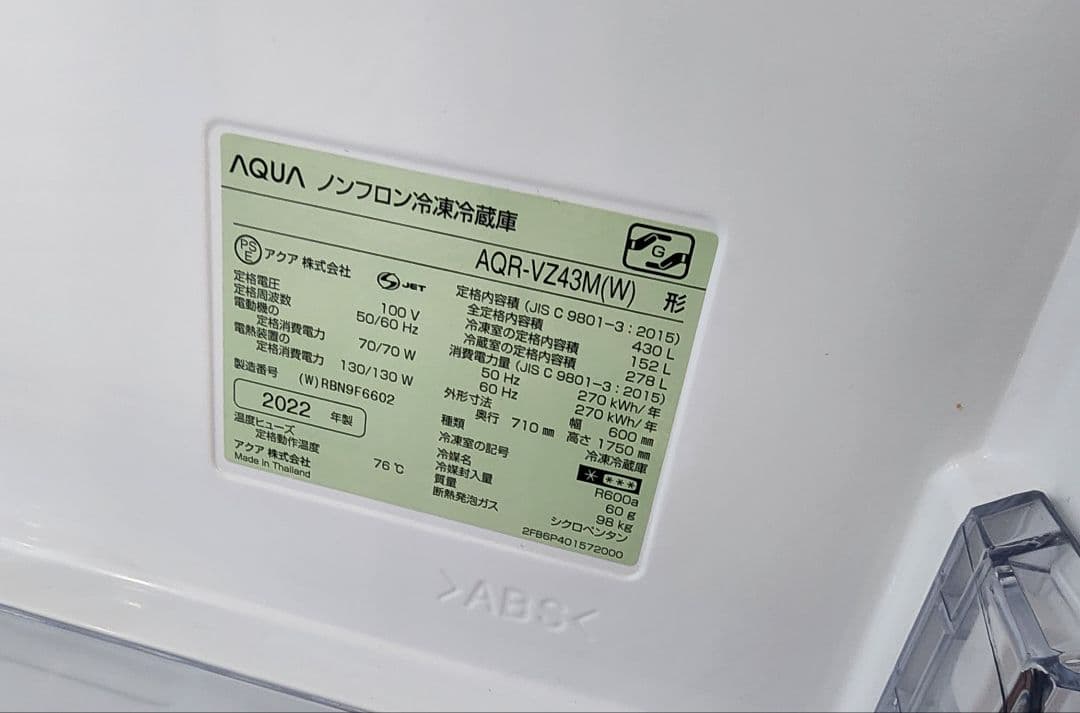 AQUA ノンフロン冷凍冷蔵庫
G
AQR-VZ43M(W) 形
PSE アクア 株式会社
S JET
定格電圧 100 V
定格周波数 50/60 Hz
電動機の
定格消費電力 70/70 W
電熱装置の
定格消費電力 130/130 W
製造番号 (W)RBN9F6602
2022 年製
温度ヒューズ
定格動作温度 76 ℃
アクア 株式会社
Made in Thailand
定格内容積 (JIS C 9801-3 : 2015)
全定格内容積 430 L
冷凍室の定格内容積 152 L
冷蔵室の定格内容積 278 L
消費電力量 (JIS C 9801-3 : 2015)
50 Hz 270 kWh/年
60 Hz 270 kWh/年
外形寸法 幅 600 mm
奥行 710 mm 高さ 1750 mm
種類 冷凍冷蔵庫
冷凍室の記号 * ***
冷媒名 R600a
冷媒封入量 60 g
質量 98 kg
断熱発泡ガス シクロペンタン
2FB6P401572000
>ABS<